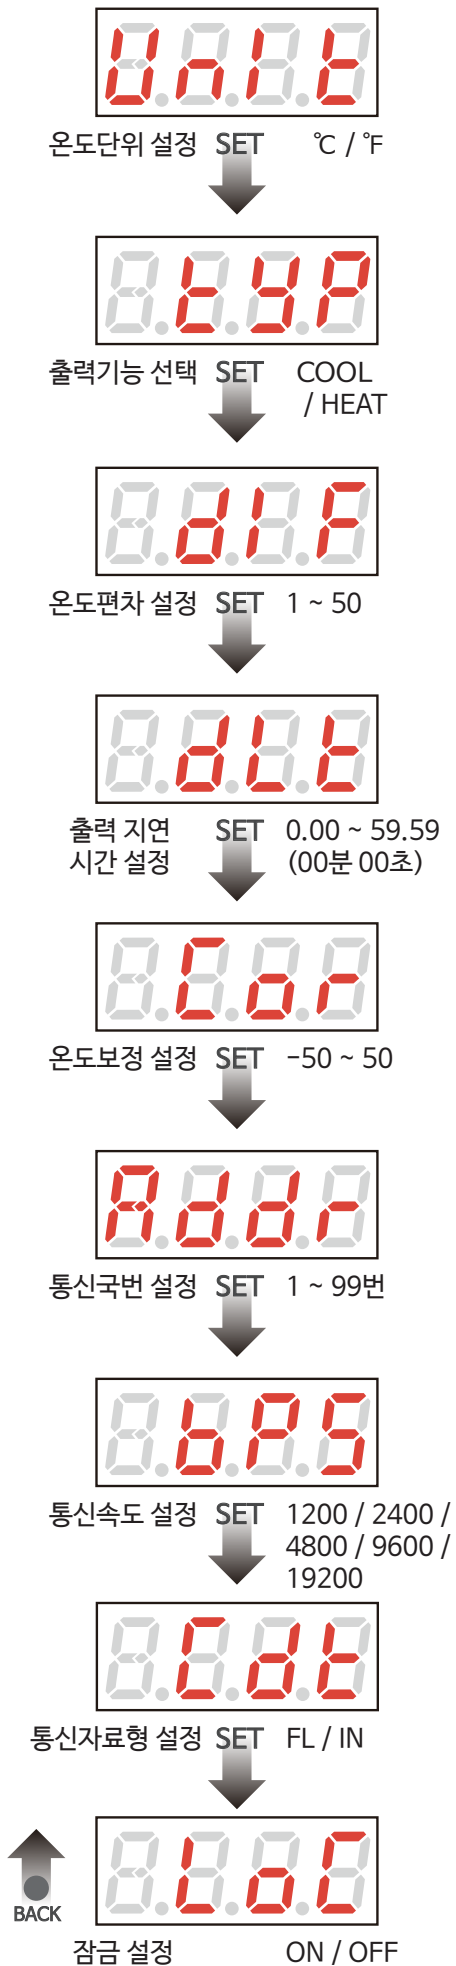 Unit
온도단위 설정 SET ℃ / ℉
tyP
출력기능 선택 SET COOL
/ HEAT
dIF
온도편차 설정 SET 1 ~ 50
dLt
출력 지연 SET 0.00 ~ 59.59
시간 설정 (00분 00초)
Cor
온도보정 설정 SET -50 ~ 50
Addr
통신국번 설정 SET 1 ~ 99번
bPS
통신속도 설정 SET 1200 / 2400 /
4800 / 9600 /
19200
Cdt
통신자료형 설정 SET FL / IN
LoC
BACK
잠금 설정 ON / OFF